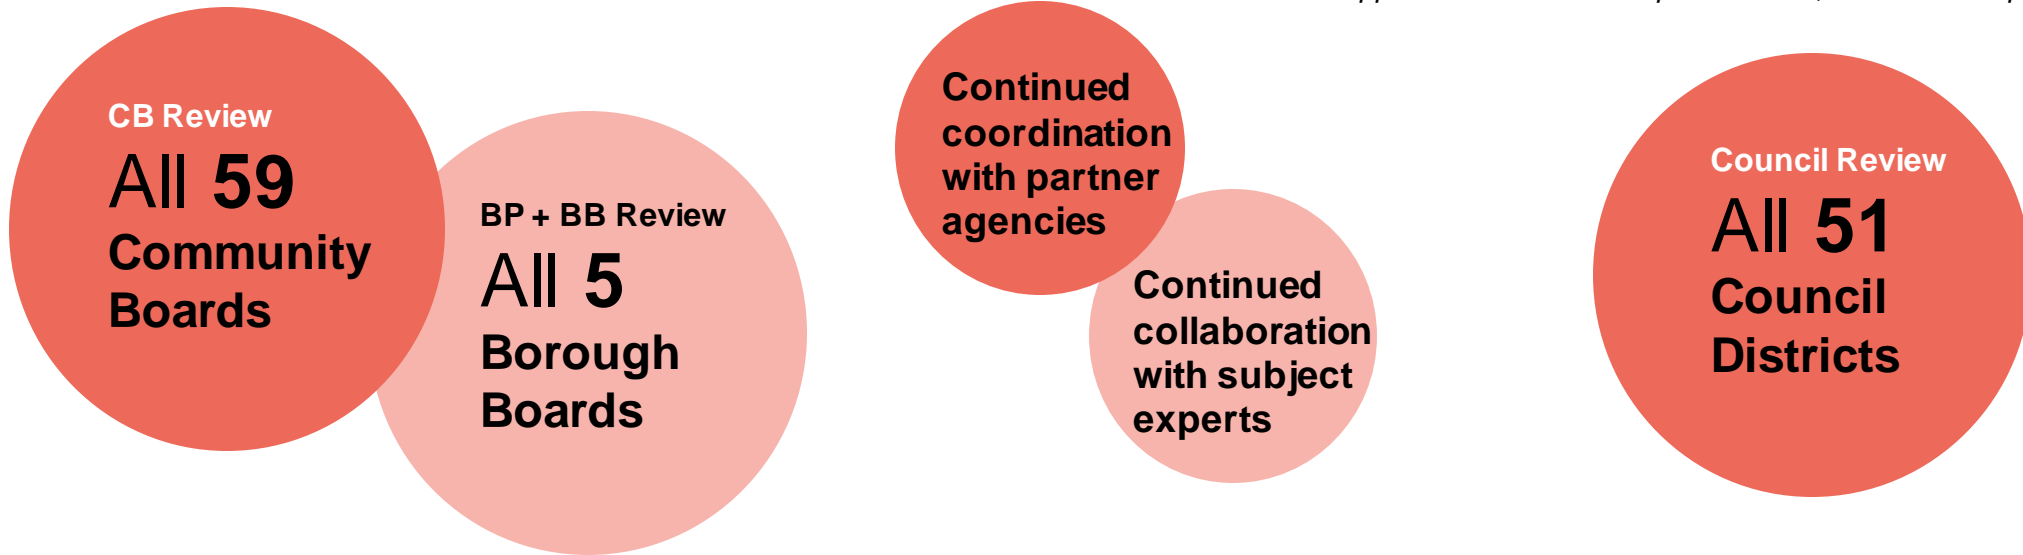 CB Review
All 59
Community
Boards
BP + BB Review
All 5
Borough
Boards
Continued
coordination
with partner
agencies
Continued
collaboration
with subject
experts
Council Review
All 51
Council
Districts